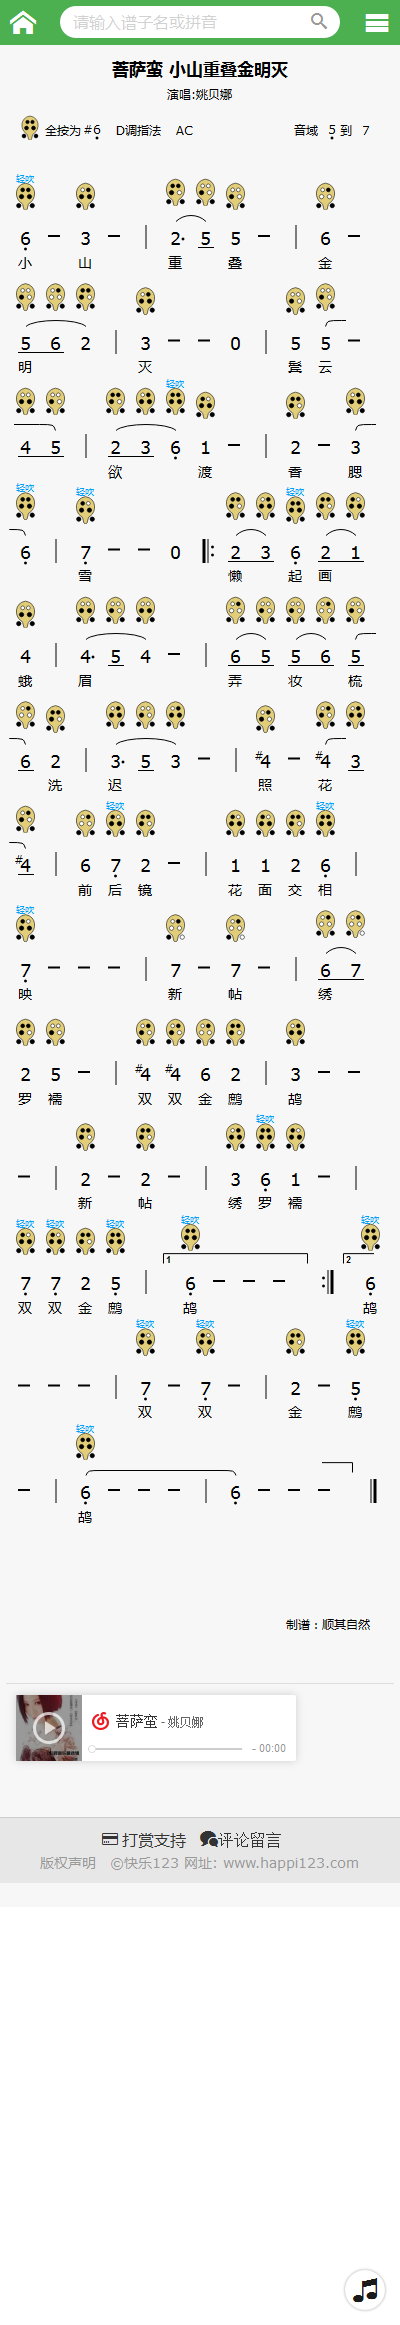 请输入谱子名或拼音
菩萨蛮 小山重叠金明灭
演唱:姚贝娜
全按为 #6 D调指法 AC 音域 5 到 7
轻吹
6 — 3 — | 2· 5 5 — | 6 —
小 山 重 叠 金
5 6 2 | 3 — — 0 | 5 5 —
明 灭 鬓 云
轻吹
4 5 | 2 3 6 1 — | 2 — 3
欲 渡 香 腮
轻吹 轻吹 轻吹
6 | 7 — — 0 ‖: 2 3 6 2 1
雪 懒 起 画
4 | 4· 5 4 — | 6 5 5 6 5
蛾 眉 弄 妆 梳
6 2 | 3· 5 3 — | #4 — #4 3
洗 迟 照 花
轻吹 轻吹
#4 | 6 7 2 — | 1 1 2 6 |
前 后 镜 花 面 交 相
轻吹
7 — — — | 7 — 7 — | 6 7
映 新 帖 绣
2 5 — | #4 #4 6 2 | 3 — —
罗 襦 双 双 金 鹧 鸪
轻吹
— | 2 — 2 — | 3 6 1 — |
新 帖 绣 罗 襦
轻吹 轻吹 轻吹 轻吹 轻吹
1 2
7 7 2 5 | 6 — — — :‖ 6
双 双 金 鹧 鸪 鸪
轻吹 轻吹 轻吹
— — — | 7 — 7 — | 2 — 5
双 双 金 鹧
轻吹
— | 6 — — — | 6 — — — ‖
鸪
制谱：顺其自然
菩萨蛮 - 姚贝娜
- 00:00
打赏支持 评论留言
版权声明 ©快乐123 网址: www.happi123.com